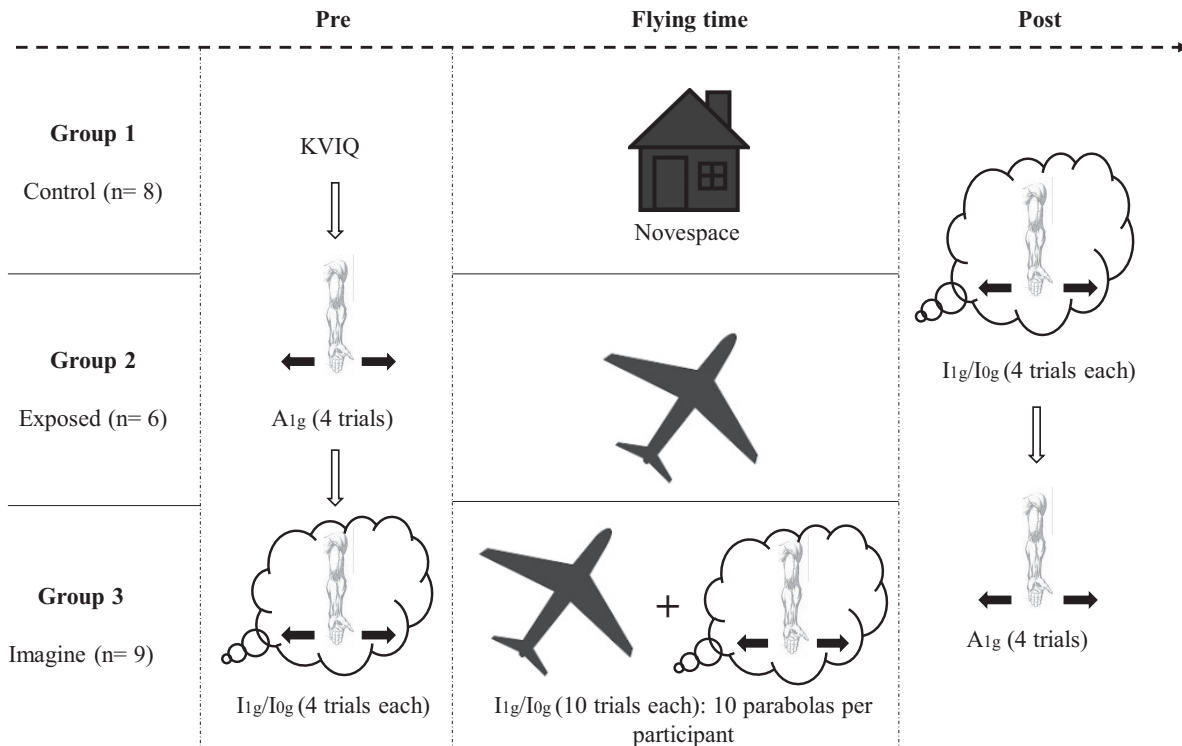 Pre
Flying time
Post
Group 1
Control (n= 8)
Group 2
Exposed (n= 6)
Group 3
Imagine (n= 9)
KVIQ
A1g (4 trials)
I1g/I0g (4 trials each)
Novespace
+
I1g/I0g (10 trials each): 10 parabolas per
participant
I1g/I0g (4 trials each)
A1g (4 trials)